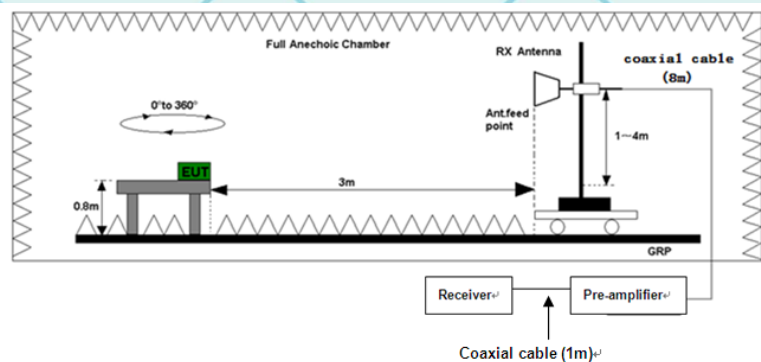 Full Anechoic Chamber
RX Antenna
coaxial cable
(8m)
0°to 360°
Ant.feed
point
1~4m
EUT
3m
0.8m
GRP
Receiver
Pre-amplifier
Coaxial cable (1m)